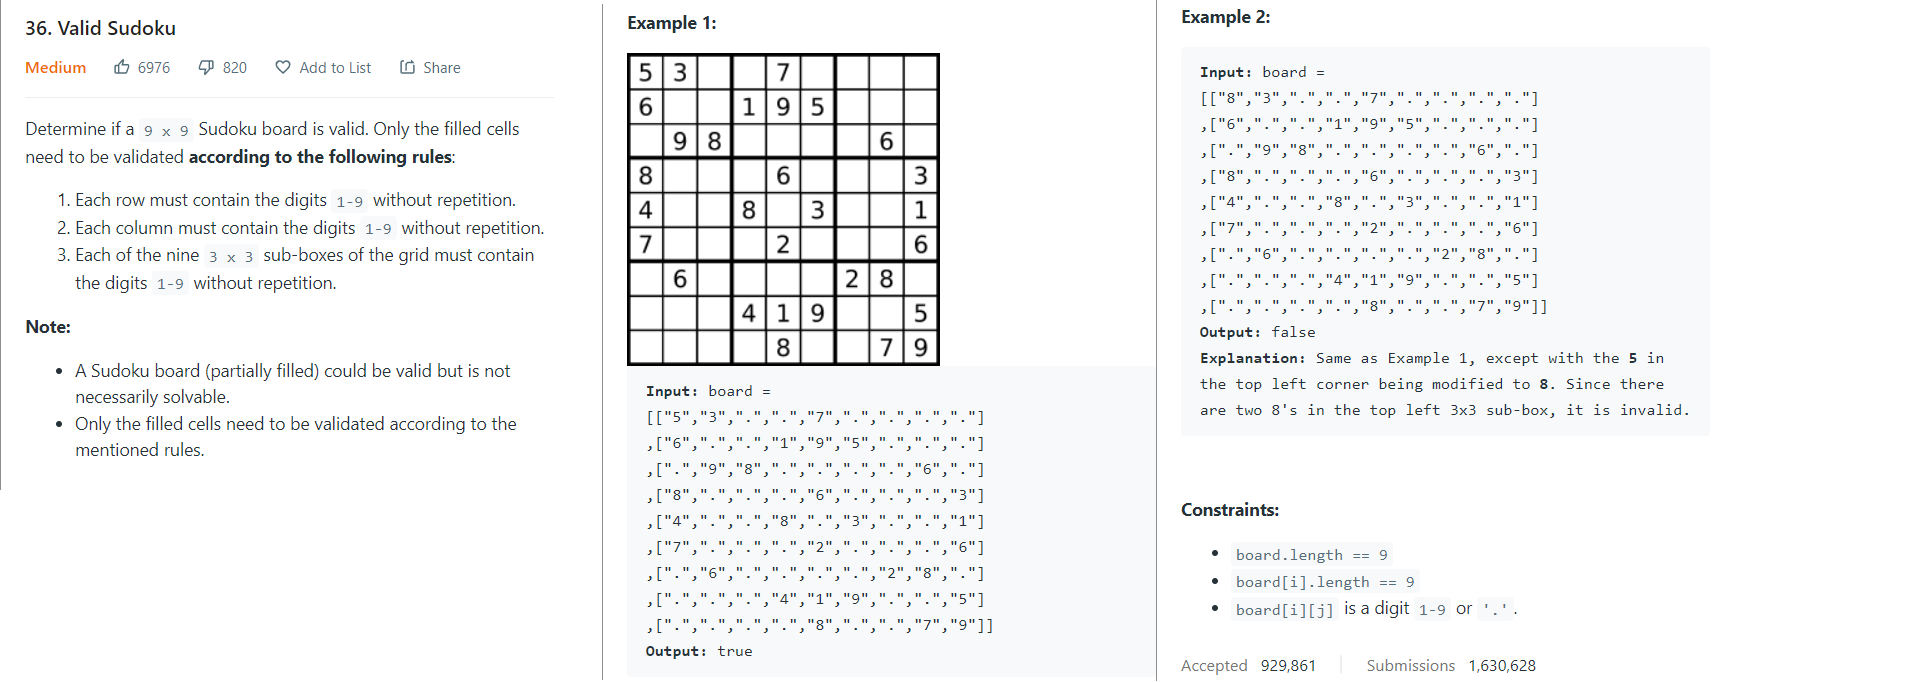 36. Valid Sudoku
Medium 6976 820 Add to List Share
Determine if a 9 x 9 Sudoku board is valid. Only the filled cells
need to be validated according to the following rules:
1. Each row must contain the digits 1-9 without repetition.
2. Each column must contain the digits 1-9 without repetition.
3. Each of the nine 3 x 3 sub-boxes of the grid must contain
the digits 1-9 without repetition.
Note:
• A Sudoku board (partially filled) could be valid but is not
necessarily solvable.
• Only the filled cells need to be validated according to the
mentioned rules.
Example 1:
5 3 7
6 1 9 5
9 8 6
8 6 3
4 8 3 1
7 2 6
6 2 8
4 1 9 5
8 7 9
Input: board =
[["5","3",".",".","7",".",".",".","."]
,["6",".",".","1","9","5",".",".","."]
,[".","9","8",".",".",".",".","6","."]
,["8",".",".",".","6",".",".",".","3"]
,["4",".",".","8",".","3",".",".","1"]
,["7",".",".",".","2",".",".",".","6"]
,[".","6",".",".",".",".","2","8","."]
,[".",".",".","4","1","9",".",".","5"]
,[".",".",".",".","8",".",".","7","9"]]
Output: true
Example 2:
Input: board =
[["8","3",".",".","7",".",".",".","."]
,["6",".",".","1","9","5",".",".","."]
,[".","9","8",".",".",".",".","6","."]
,["8",".",".",".","6",".",".",".","3"]
,["4",".",".","8",".","3",".",".","1"]
,["7",".",".",".","2",".",".",".","6"]
,[".","6",".",".",".",".","2","8","."]
,[".",".",".","4","1","9",".",".","5"]
,[".",".",".",".","8",".",".","7","9"]]
Output: false
Explanation: Same as Example 1, except with the 5 in
the top left corner being modified to 8. Since there
are two 8's in the top left 3x3 sub-box, it is invalid.
Constraints:
• board.length == 9
• board[i].length == 9
• board[i][j] is a digit 1-9 or '.'.
Accepted 929,861 Submissions 1,630,628